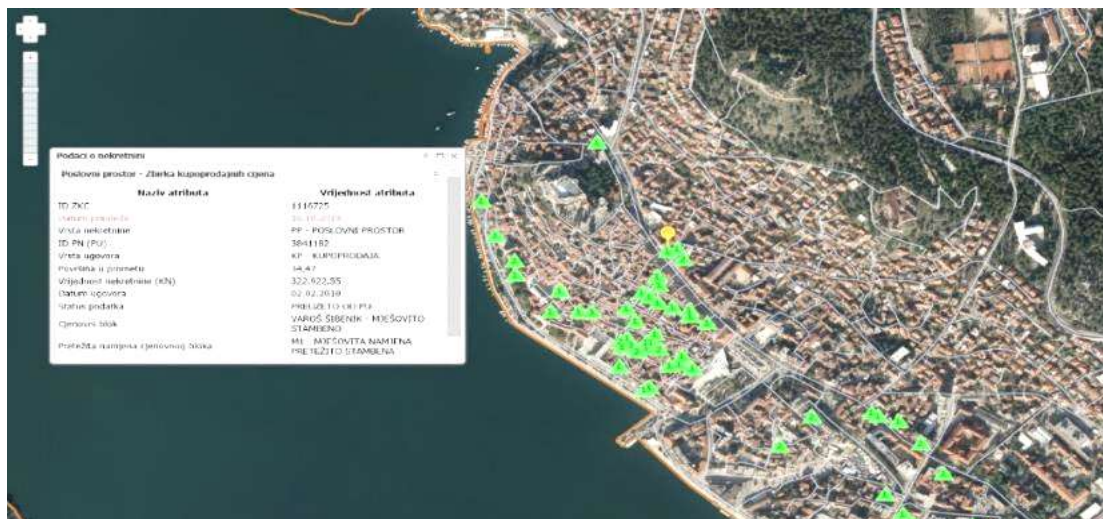 Podaci o nekretnini
Poslovni prostor - Zbirka kupoprodajnih cijena
Naziv atributa Vrijednost atributa
ID ZKC 1116725
Datum preuzeće
Vrsta nekretnine PP - POSLOVNI PROSTOR
ID PN (PU) 3841182
Vrsta ugovora KP - KUPOPRODAJA
Površina u prometu 34,47
Vrijednost nekretnine (KN) 322.922,55
Datum ugovora 02.02.2018
Status podatka PREUZETO OD PU
Cjenovni blok VAROŠ ŠIBENIK - MJEŠOVITO
STAMBENO
Pretežita namjena cjenovnog bloka M1 - MJEŠOVITA NAMJENA
PRETEŽITO STAMBENA